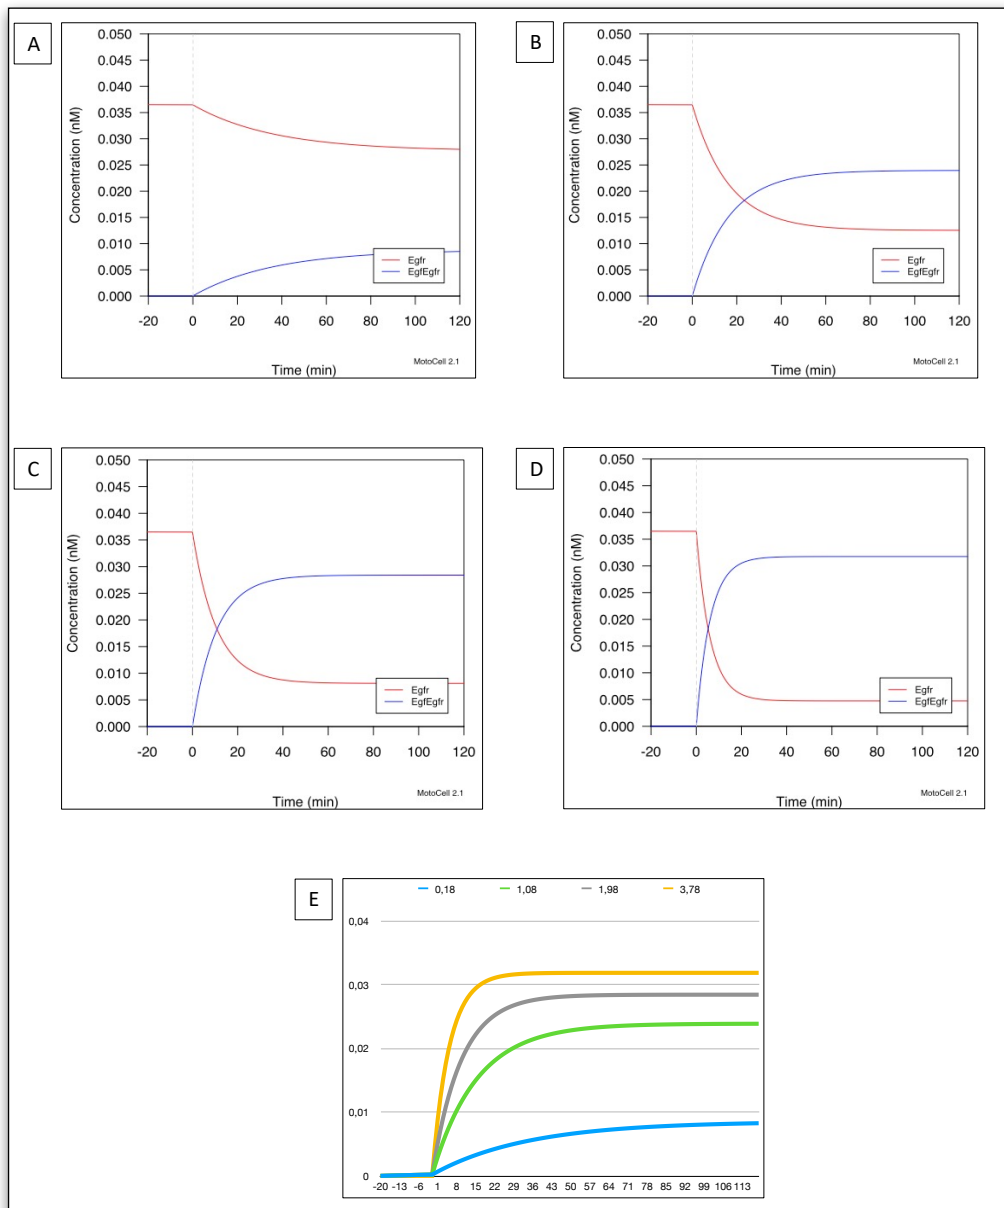 A
0.050
0.045
0.040
0.035
0.030
0.025
0.020
0.015
0.010
0.005
0.000
Concentration (nM)
Egfr
EgfEgfr
-20 0 20 40 60 80 100 120
Time (min)
MotoCell 2.1
B
0.050
0.045
0.040
0.035
0.030
0.025
0.020
0.015
0.010
0.005
0.000
Concentration (nM)
Egfr
EgfEgfr
-20 0 20 40 60 80 100 120
Time (min)
MotoCell 2.1
C
0.050
0.045
0.040
0.035
0.030
0.025
0.020
0.015
0.010
0.005
0.000
Concentration (nM)
Egfr
EgfEgfr
-20 0 20 40 60 80 100 120
Time (min)
MotoCell 2.1
D
0.050
0.045
0.040
0.035
0.030
0.025
0.020
0.015
0.010
0.005
0.000
Concentration (nM)
Egfr
EgfEgfr
-20 0 20 40 60 80 100 120
Time (min)
MotoCell 2.1
E
0,18 1,08 1,98 3,78
0,04
0,03
0,02
0,01
0
-20 -13 -6 1 8 15 22 29 36 43 50 57 64 71 78 85 92 99 106 113